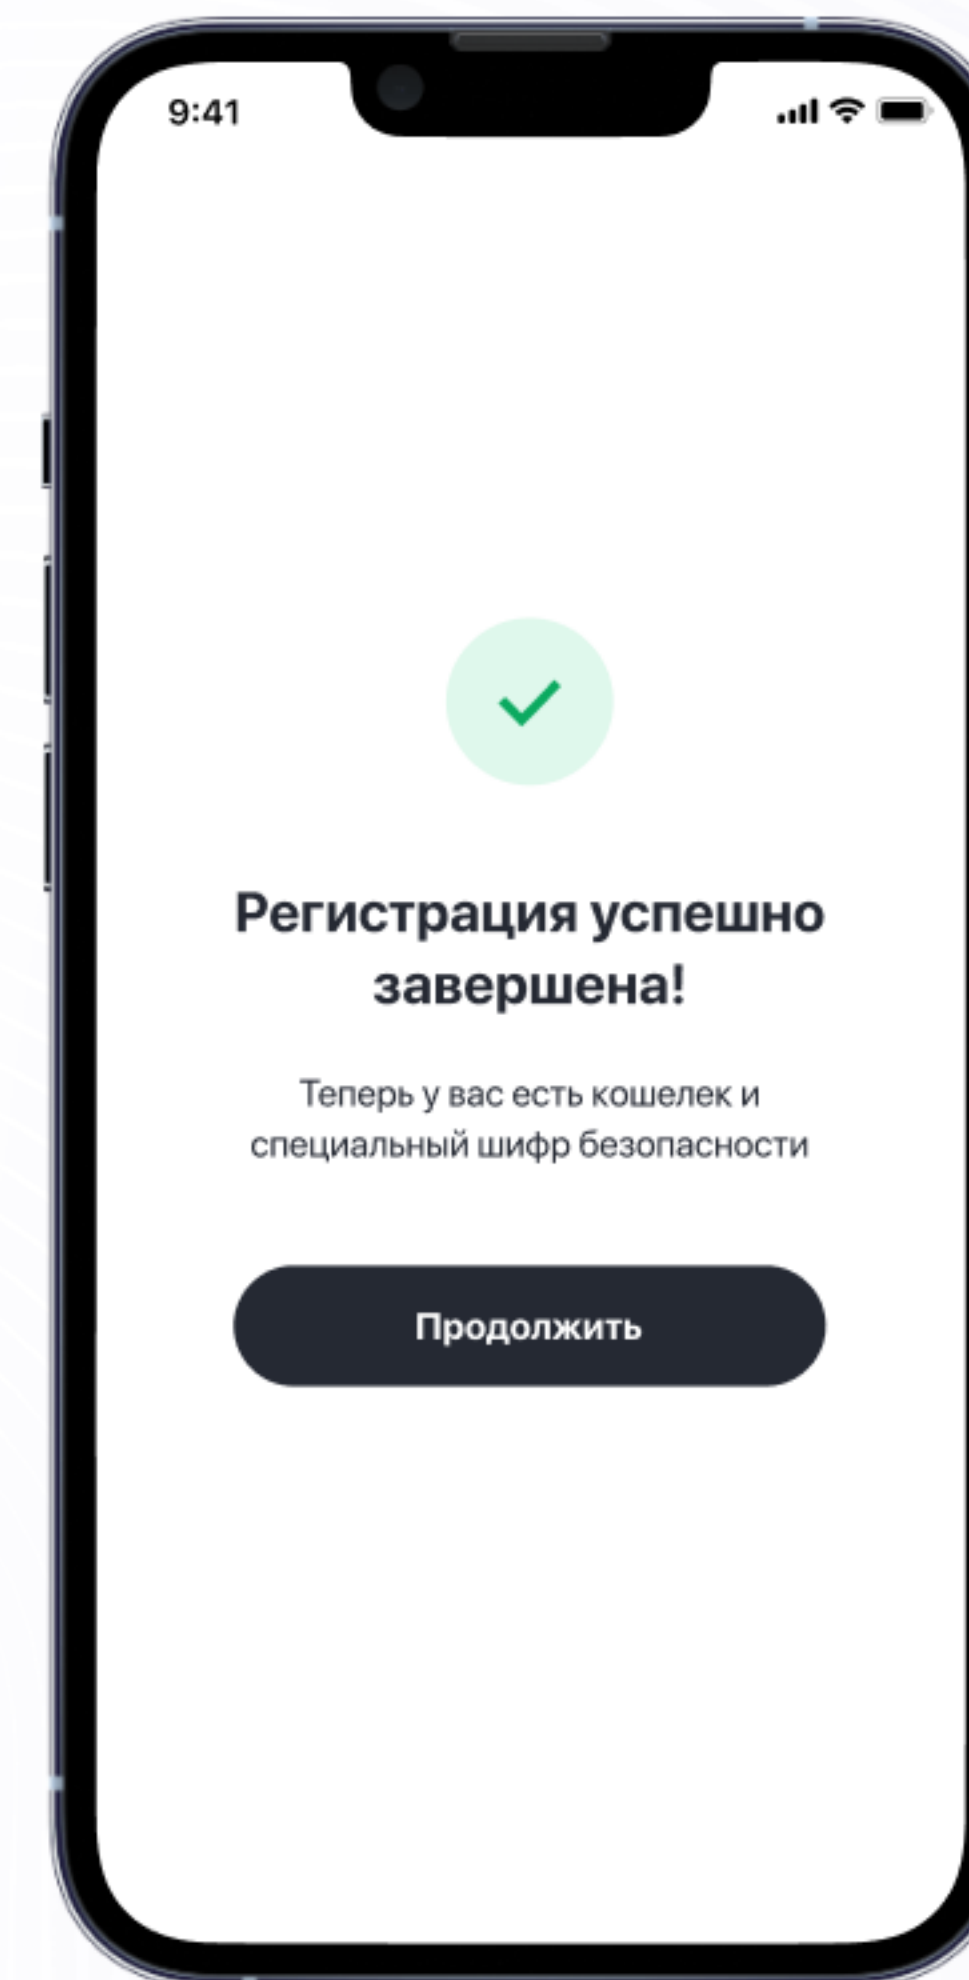 9:41
Регистрация успешно
завершена!
Теперь у вас есть кошелек и
специальный шифр безопасности
Продолжить